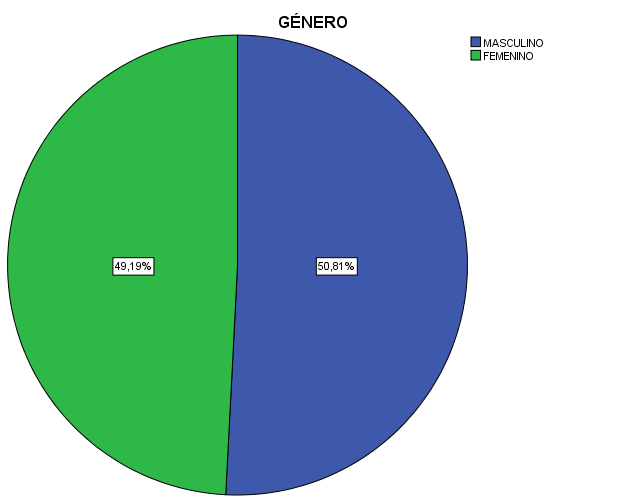 GÉNERO
MASCULINO
FEMENINO
49,19%
50,81%